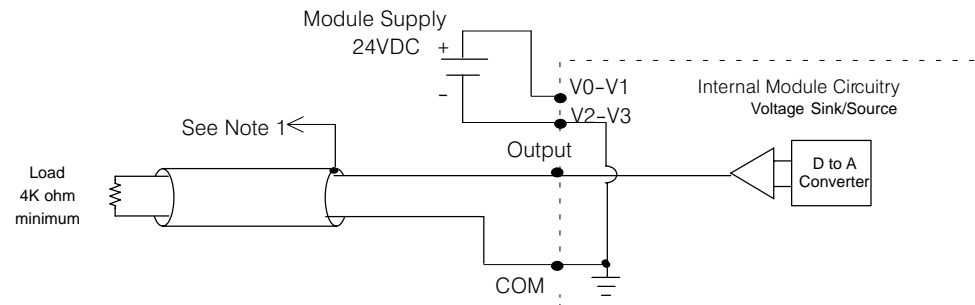 Module Supply
24VDC
+
-
V0-V1
V2-V3
Internal Module Circuitry
Voltage Sink/Source
See Note 1
Output
Load
4K ohm
minimum
D to A
Converter
COM